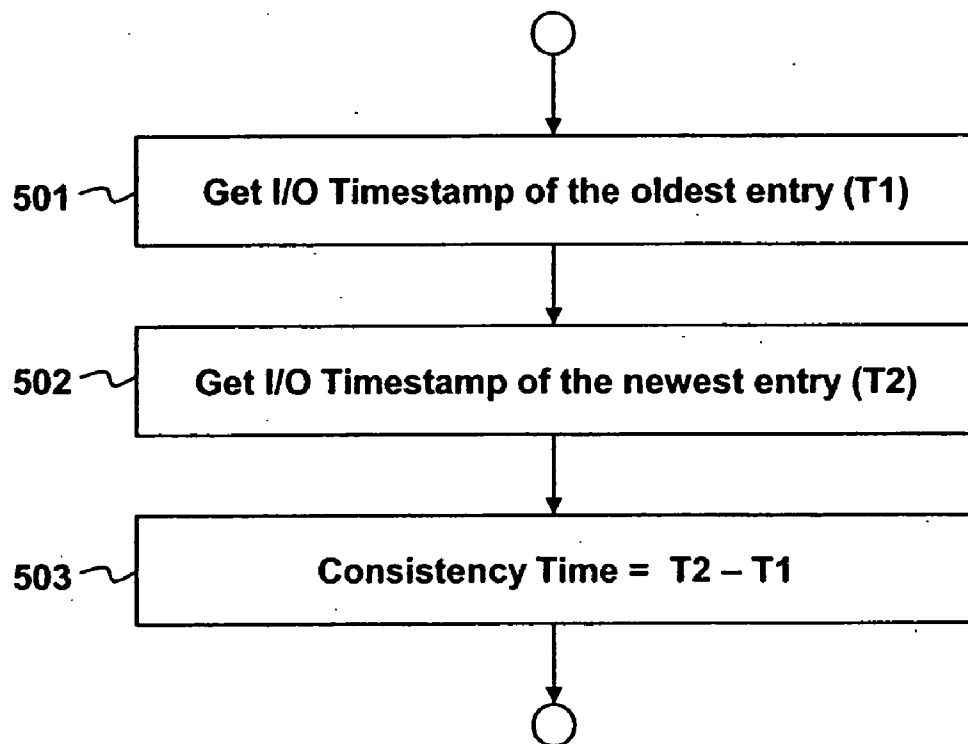 501 Get I/O Timestamp of the oldest entry (T1)
502 Get I/O Timestamp of the newest entry (T2)
503 Consistency Time = T2 – T1